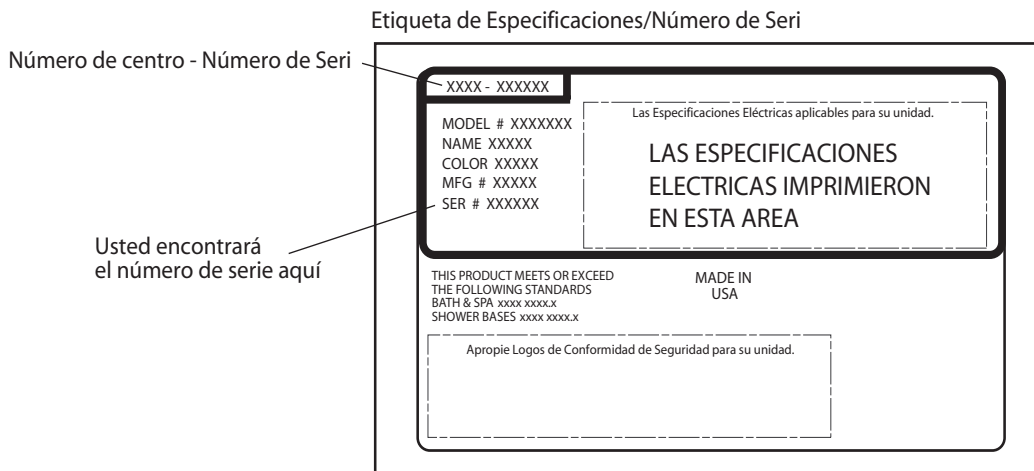 Etiqueta de Especificaciones/Número de Seri
Número de centro - Número de Seri
XXXX - XXXXXX
MODEL # XXXXXXX
NAME XXXXX
COLOR XXXXX
MFG # XXXXX
SER # XXXXXX
Las Especificaciones Eléctricas aplicables para su unidad.
LAS ESPECIFICACIONES
ELECTRICAS IMPRIMIERON
EN ESTA AREA
Usted encontrará
el número de serie aquí
THIS PRODUCT MEETS OR EXCEED
THE FOLLOWING STANDARDS
BATH & SPA xxxx xxxx.x
SHOWER BASES xxxx xxxx.x
MADE IN
USA
Apropie Logos de Conformidad de Seguridad para su unidad.